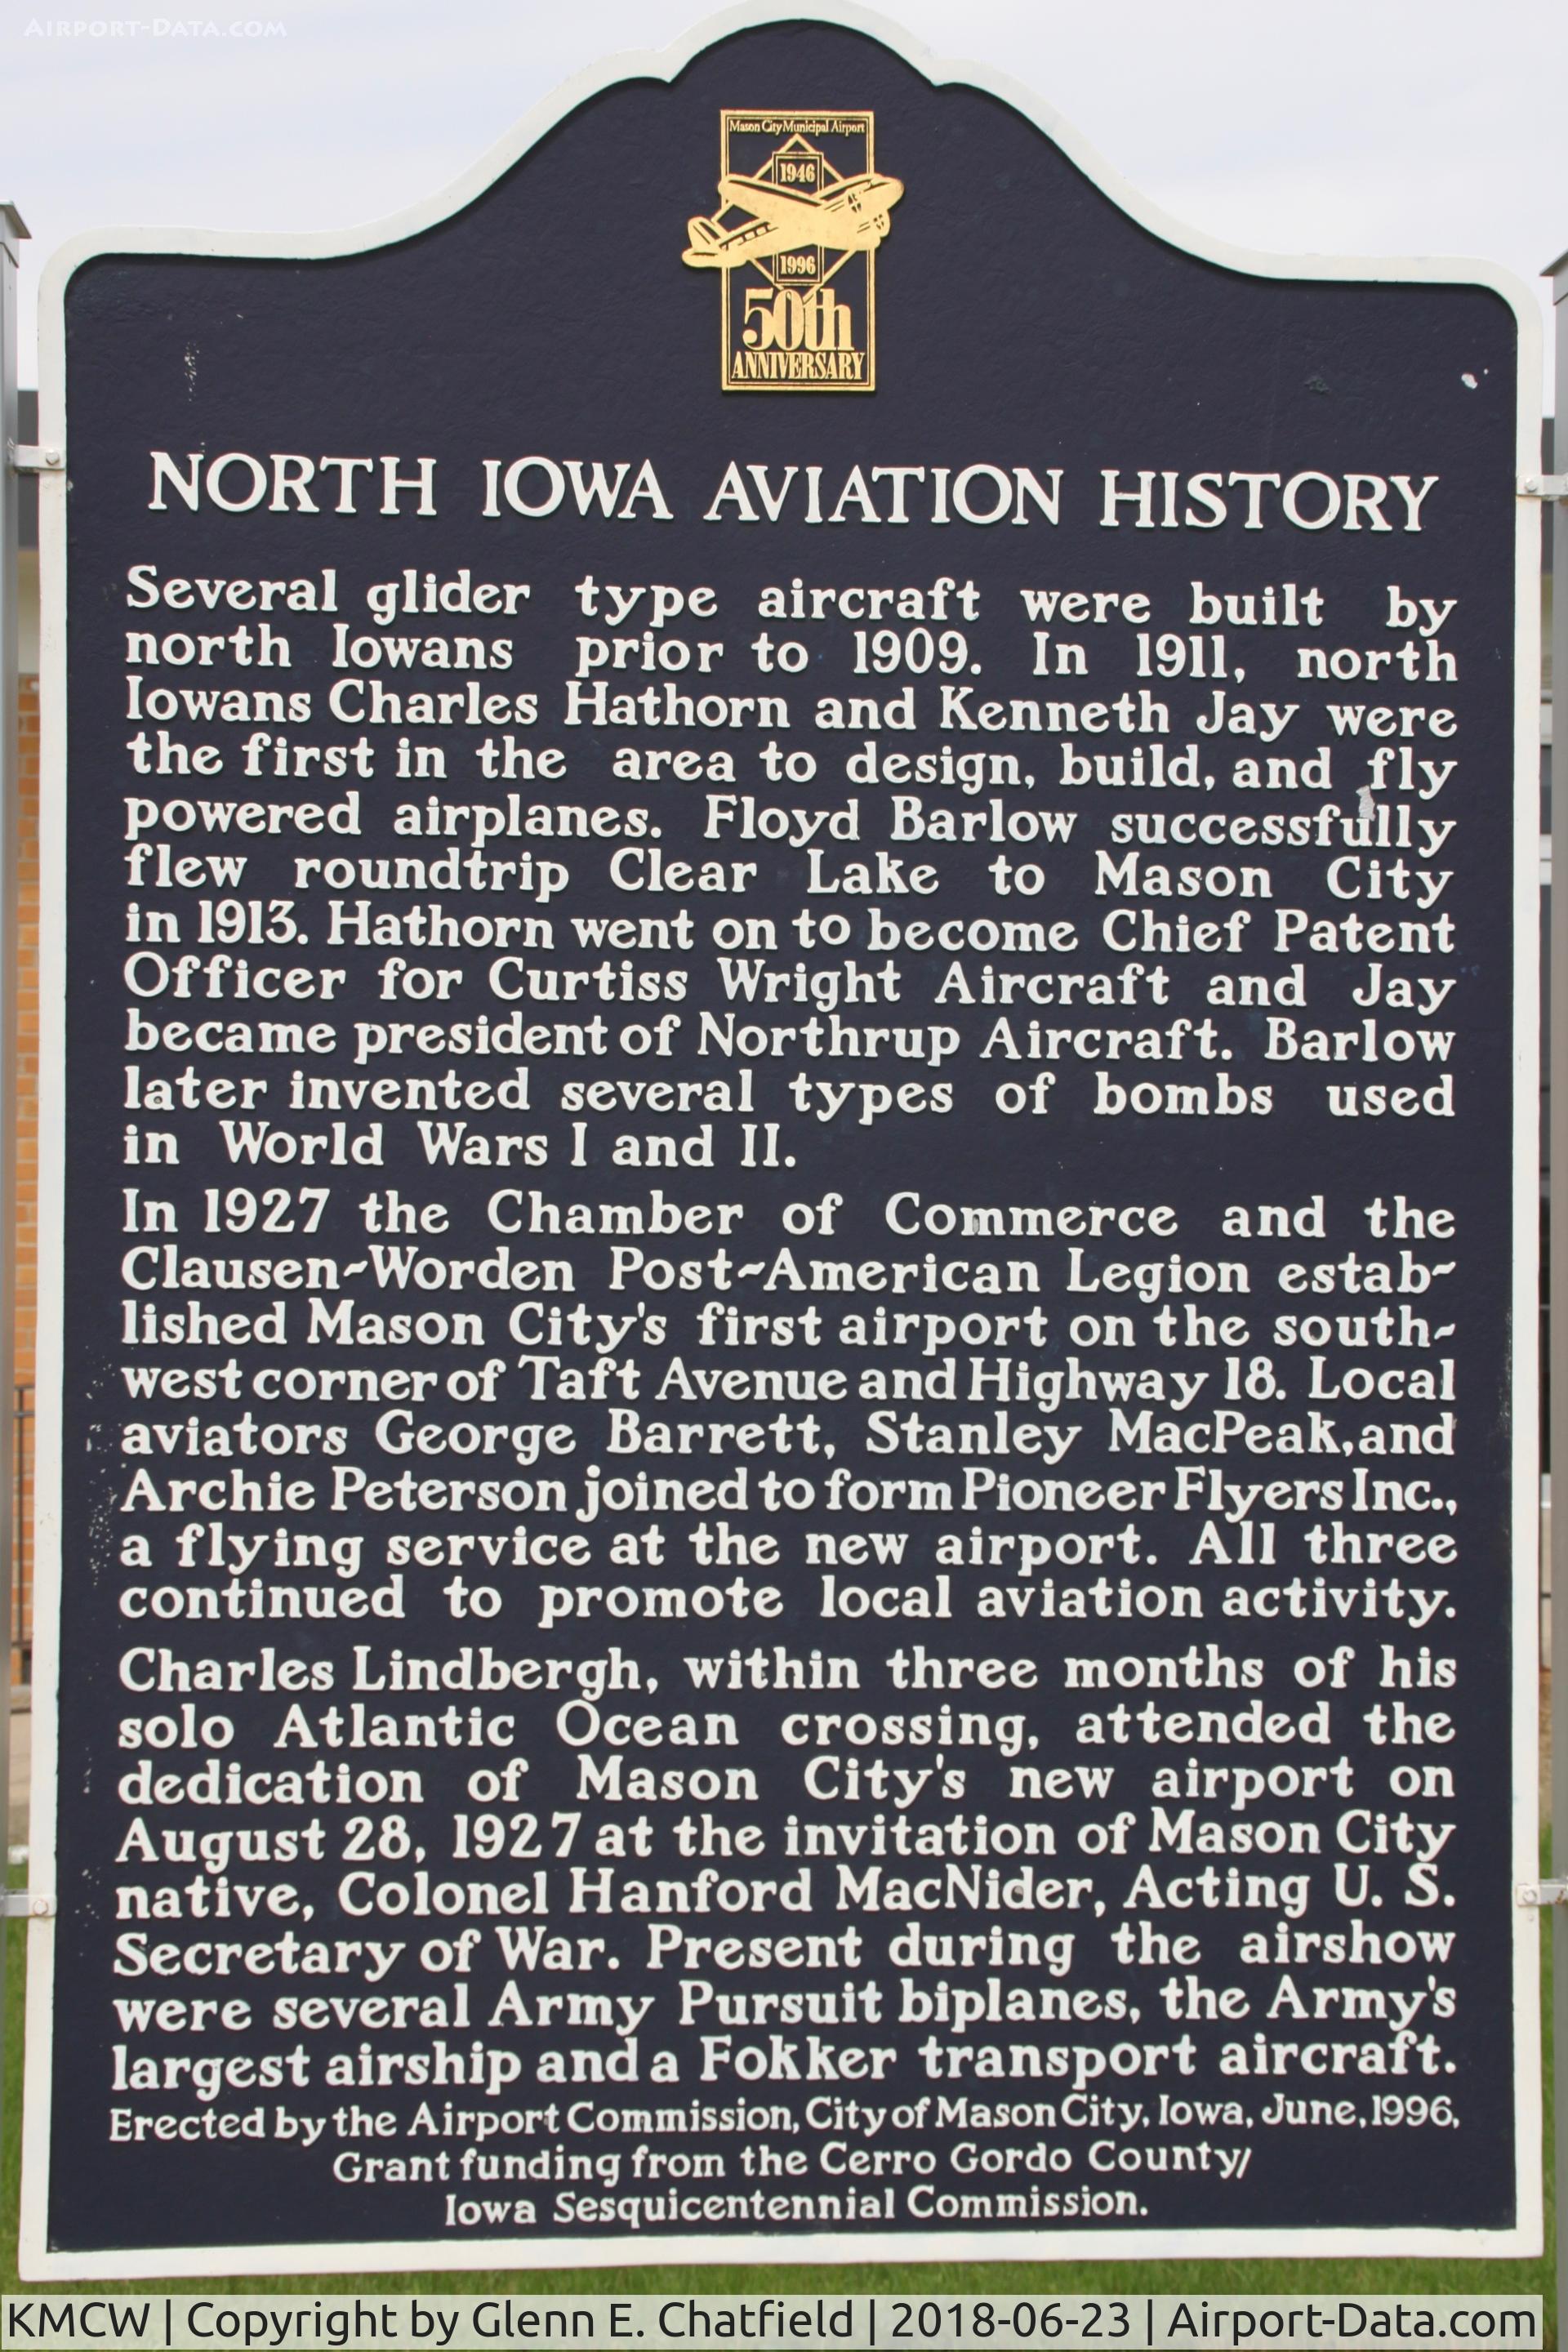 AIRPORT-DATA.COM
Mason City Municipal Airport
1946
1996
50th
ANNIVERSARY
NORTH IOWA AVIATION HISTORY
Several glider type aircraft were built by
north Iowans prior to 1909. In 1911, north
Iowans Charles Hathorn and Kenneth Jay were
the first in the area to design, build, and fly
powered airplanes. Floyd Barlow successfully
flew roundtrip Clear Lake to Mason City
in 1913. Hathorn went on to become Chief Patent
Officer for Curtiss Wright Aircraft and Jay
became president of Northrup Aircraft. Barlow
later invented several types of bombs used
in World Wars I and II.
In 1927 the Chamber of Commerce and the
Clausen-Worden Post-American Legion estab-
lished Mason City's first airport on the south-
west corner of Taft Avenue and Highway 18. Local
aviators George Barrett, Stanley MacPeak, and
Archie Peterson joined to form Pioneer Flyers Inc.,
a flying service at the new airport. All three
continued to promote local aviation activity.
Charles Lindbergh, within three months of his
solo Atlantic Ocean crossing, attended the
dedication of Mason City's new airport on
August 28, 1927 at the invitation of Mason City
native, Colonel Hanford MacNider, Acting U. S.
Secretary of War. Present during the airshow
were several Army Pursuit biplanes, the Army's
largest airship and a Fokker transport aircraft.
Erected by the Airport Commission, City of Mason City, Iowa, June, 1996,
Grant funding from the Cerro Gordo County/
Iowa Sesquicentennial Commission.
KMCW | Copyright by Glenn E. Chatfield | 2018-06-23 | Airport-Data.com